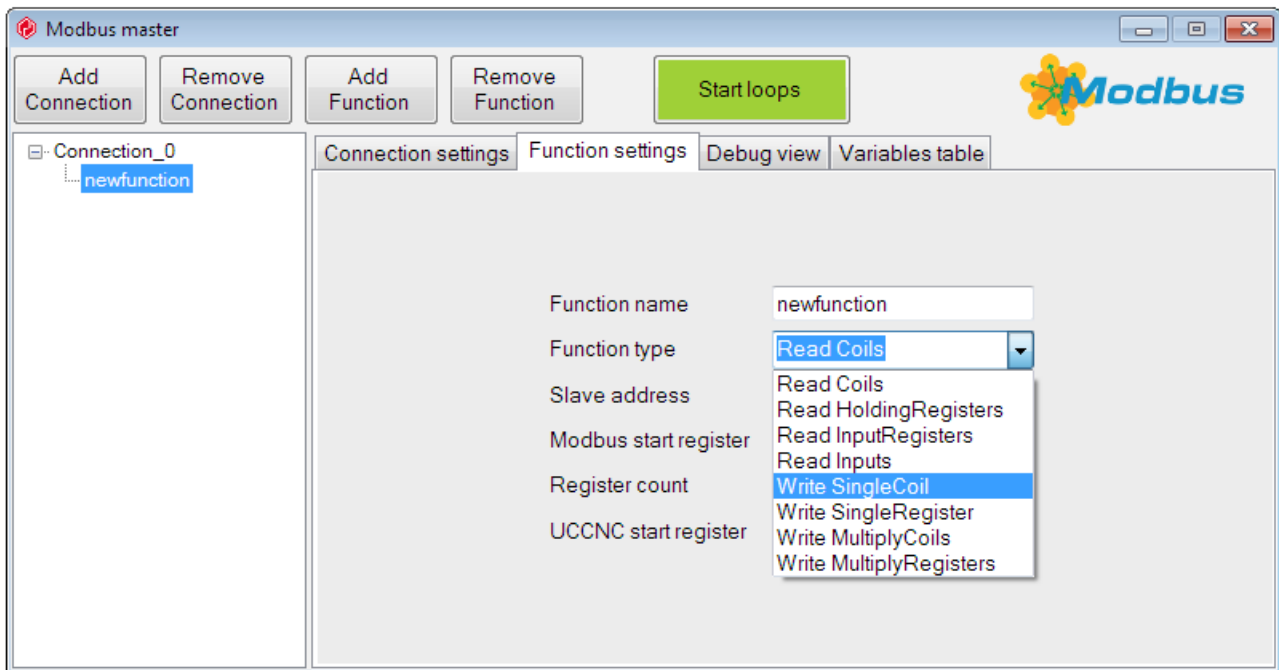 Modbus master
Add Connection
Remove Connection
Add Function
Remove Function
Start loops
Modbus
Connection_0
newfunction
Connection settings
Function settings
Debug view
Variables table
Function name
newfunction
Function type
Read Coils
Slave address
Modbus start register
Register count
UCCNC start register
Read Coils
Read HoldingRegisters
Read InputRegisters
Read Inputs
Write SingleCoil
Write SingleRegister
Write MultiplyCoils
Write MultiplyRegisters